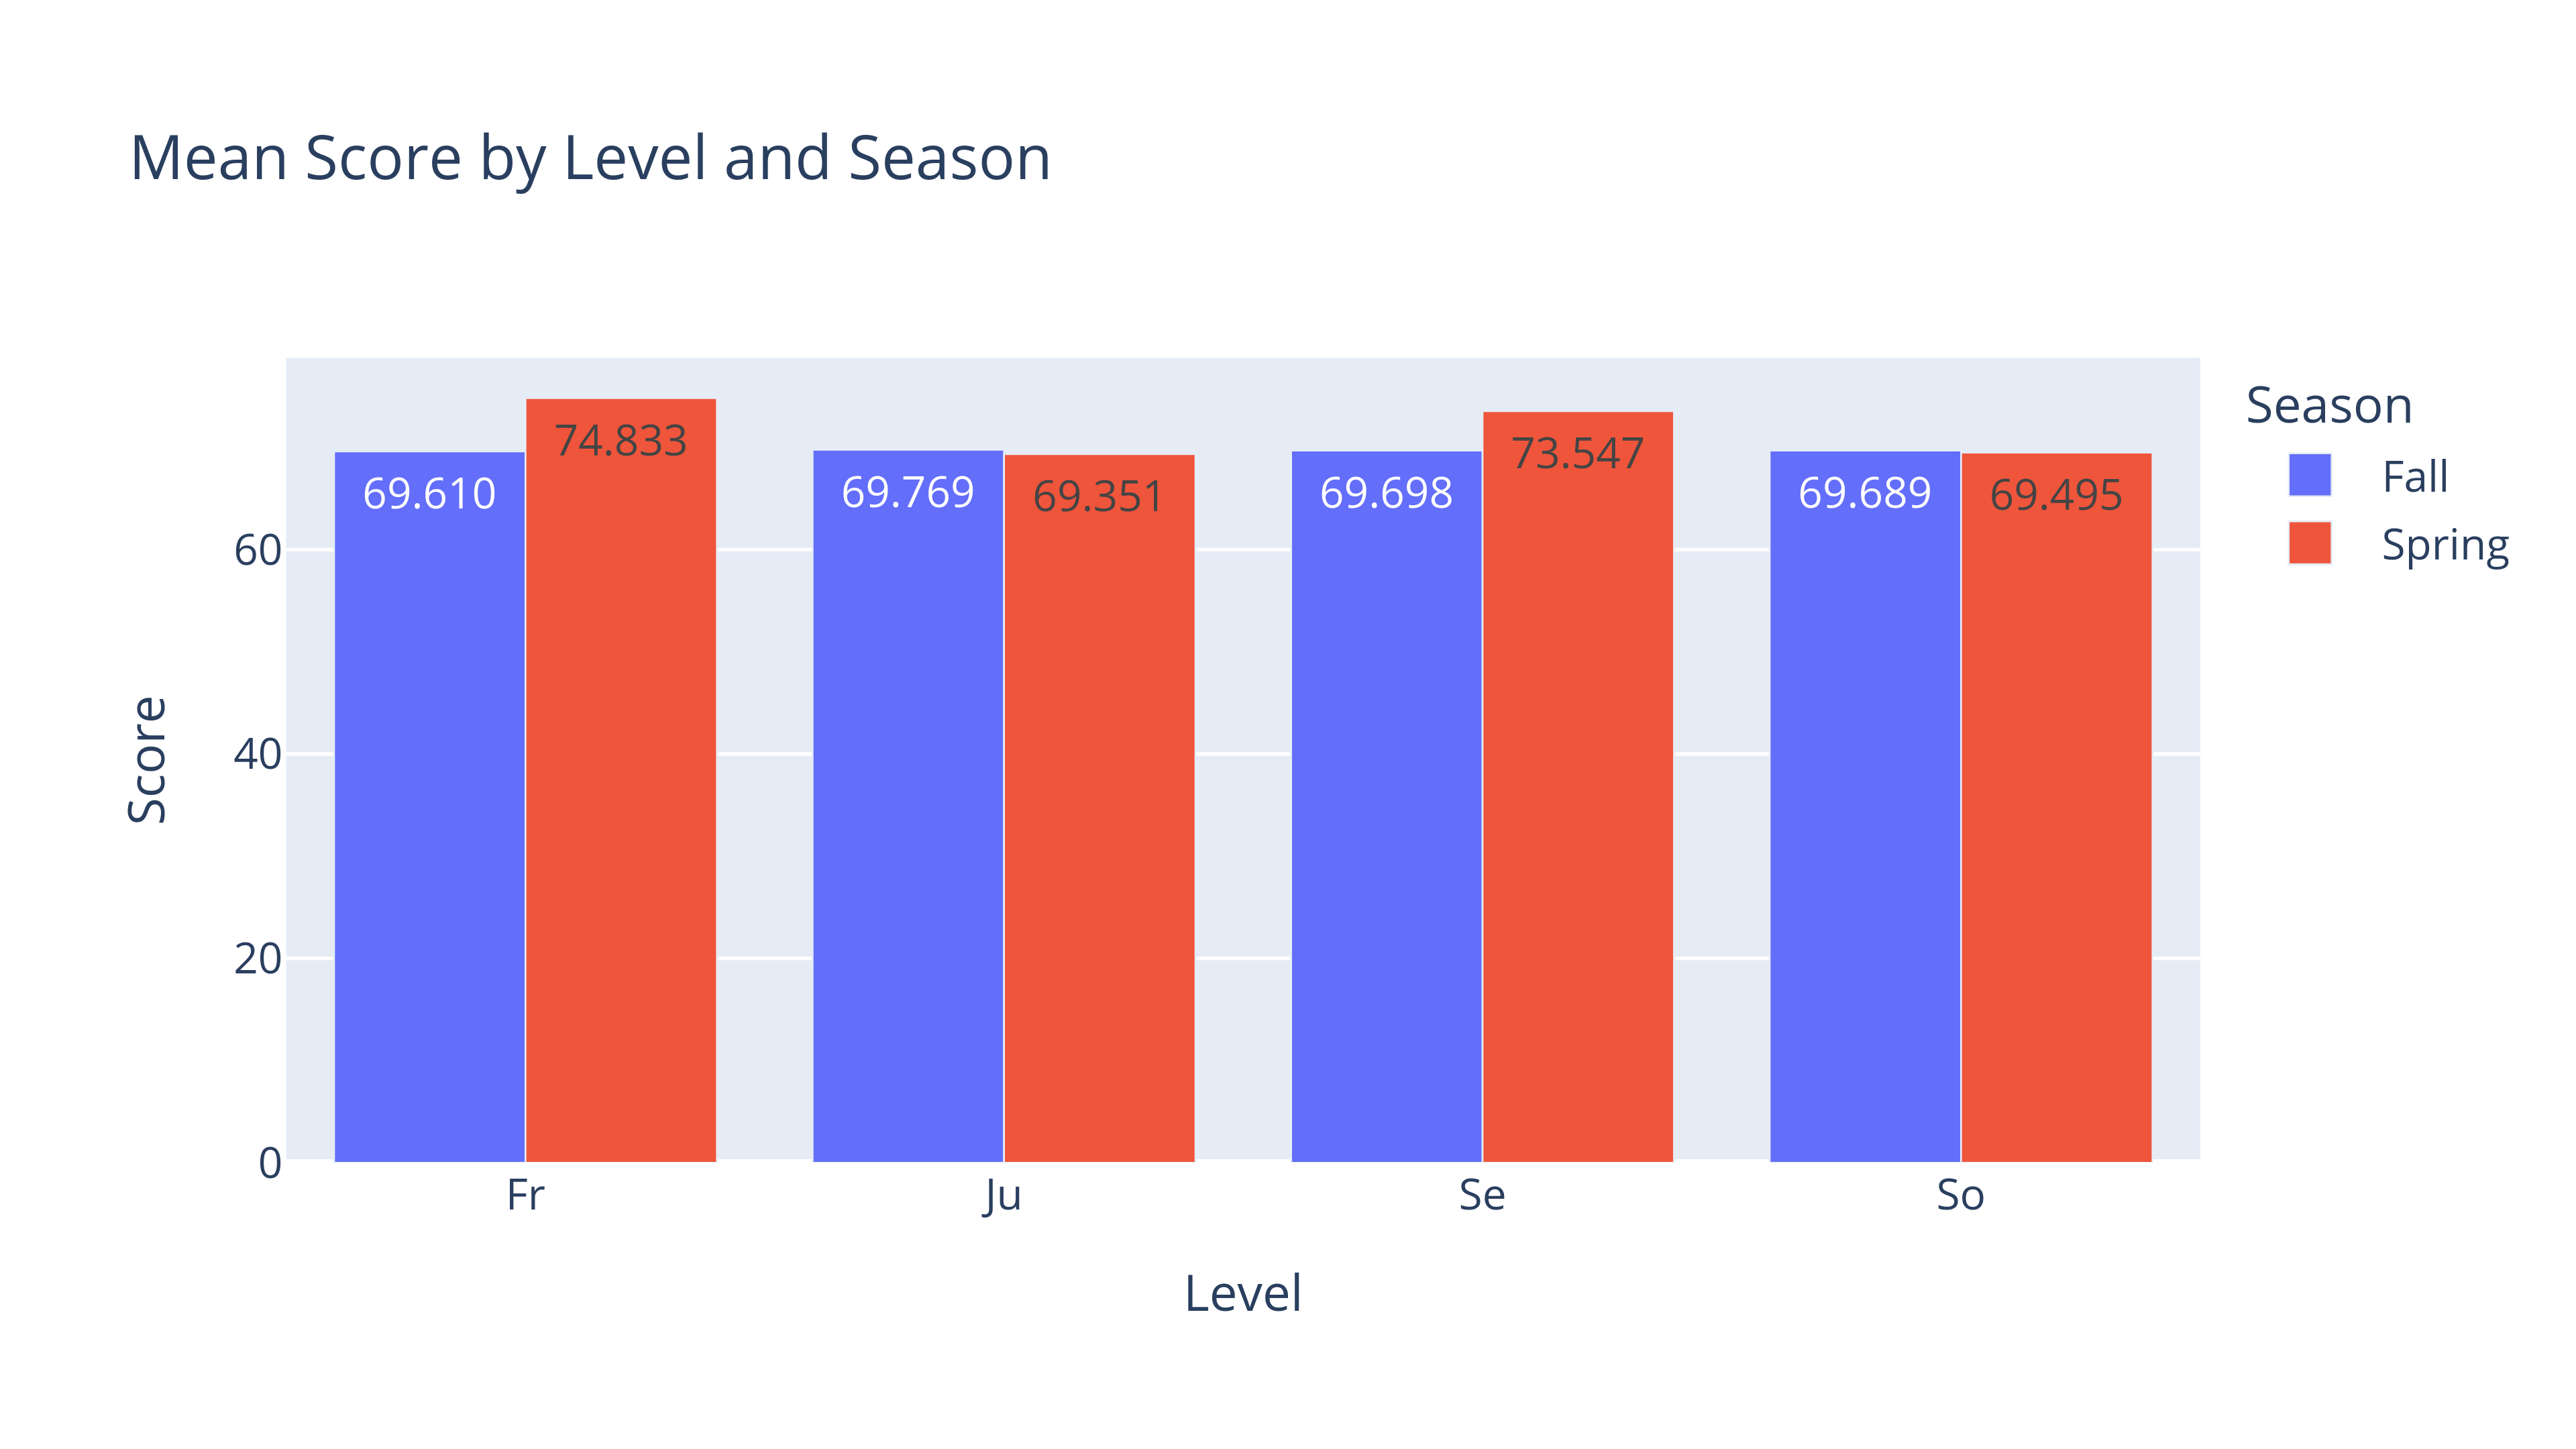 Mean Score by Level and Season
Season
Fall
Spring
Score
60
40
20
0
69.610
74.833
69.769
69.351
69.698
73.547
69.689
69.495
Fr
Ju
Se
So
Level